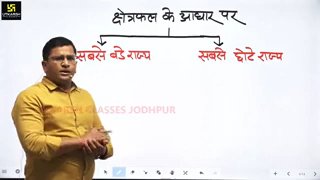 क्षेत्रफल के आधार पर
सबसे बडे राज्य
सबसे छोटे राज्य
CLASSES JODHPUR